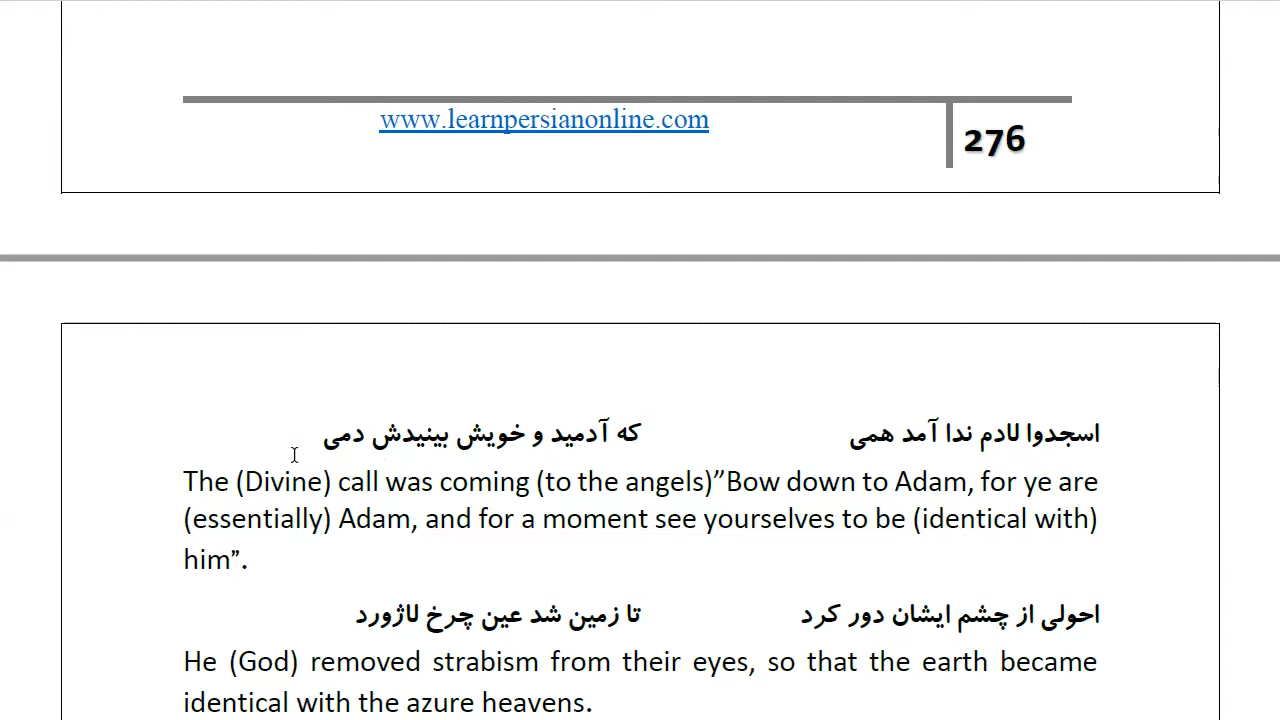 www.learnpersianonline.com
276
اسجدوا لادم ندا آمد همی که آدمید و خویش بینیدش دمی
The (Divine) call was coming (to the angels)”Bow down to Adam, for ye are
(essentially) Adam, and for a moment see yourselves to be (identical with)
him”.
احولی از چشم ایشان دور کرد تا زمین شد عین چرخ لاژورد
He (God) removed strabism from their eyes, so that the earth became
identical with the azure heavens.